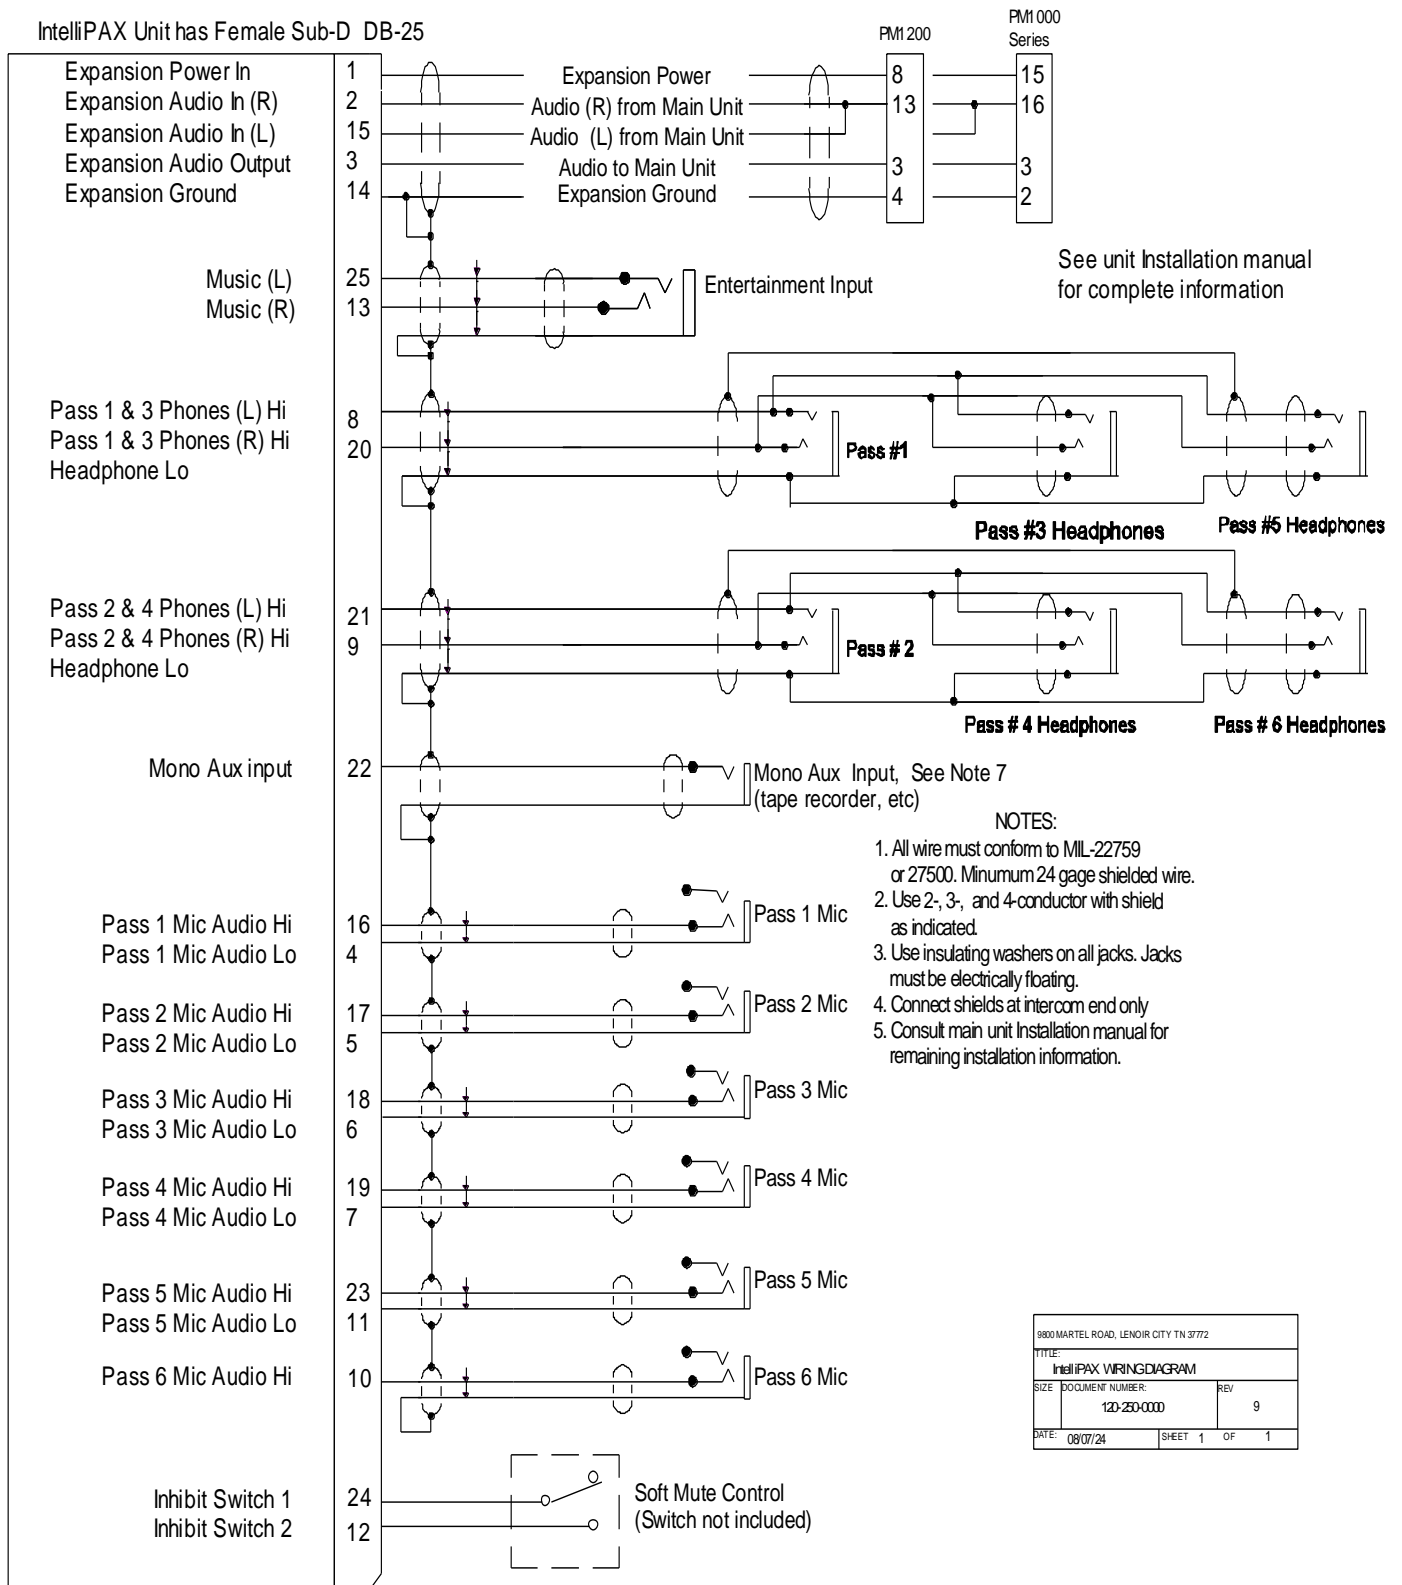 IntelliPAX Unit has Female Sub-D DB-25
PM1200
PM1000
Series
Expansion Power In 1 Expansion Power 8 15
Expansion Audio In (R) 2 Audio (R) from Main Unit 13 16
Expansion Audio In (L) 15 Audio (L) from Main Unit
Expansion Audio Output 3 Audio to Main Unit 3 3
Expansion Ground 14 Expansion Ground 4 2
See unit Installation manual
for complete information
Music (L) 25 Entertainment Input
Music (R) 13
Pass 1 & 3 Phones (L) Hi 8
Pass 1 & 3 Phones (R) Hi 20 Pass #1
Headphone Lo
Pass #3 Headphones Pass #5 Headphones
Pass 2 & 4 Phones (L) Hi 21
Pass 2 & 4 Phones (R) Hi 9 Pass # 2
Headphone Lo
Pass # 4 Headphones Pass # 6 Headphones
Mono Aux input 22 Mono Aux Input, See Note 7
(tape recorder, etc)
NOTES:
1. All wire must conform to MIL-22759
or 27500. Minumum 24 gage shielded wire.
2. Use 2-, 3-, and 4-conductor with shield
as indicated.
3. Use insulating washers on all jacks. Jacks
must be electrically floating.
4. Connect shields at intercom end only
5. Consult main unit Installation manual for
remaining installation information.
Pass 1 Mic Audio Hi 16 Pass 1 Mic
Pass 1 Mic Audio Lo 4
Pass 2 Mic Audio Hi 17 Pass 2 Mic
Pass 2 Mic Audio Lo 5
Pass 3 Mic Audio Hi 18 Pass 3 Mic
Pass 3 Mic Audio Lo 6
Pass 4 Mic Audio Hi 19 Pass 4 Mic
Pass 4 Mic Audio Lo 7
Pass 5 Mic Audio Hi 23 Pass 5 Mic
Pass 5 Mic Audio Lo 11
Pass 6 Mic Audio Hi 10 Pass 6 Mic
Inhibit Switch 1 24 Soft Mute Control
Inhibit Switch 2 12 (Switch not included)
9800 MARTEL ROAD, LENOIR CITY TN 37772
TITLE:
IntelliPAX WIRING DIAGRAM
SIZE DOCUMENT NUMBER: REV
120-250-0000 9
DATE: 08/07/24 SHEET 1 OF 1